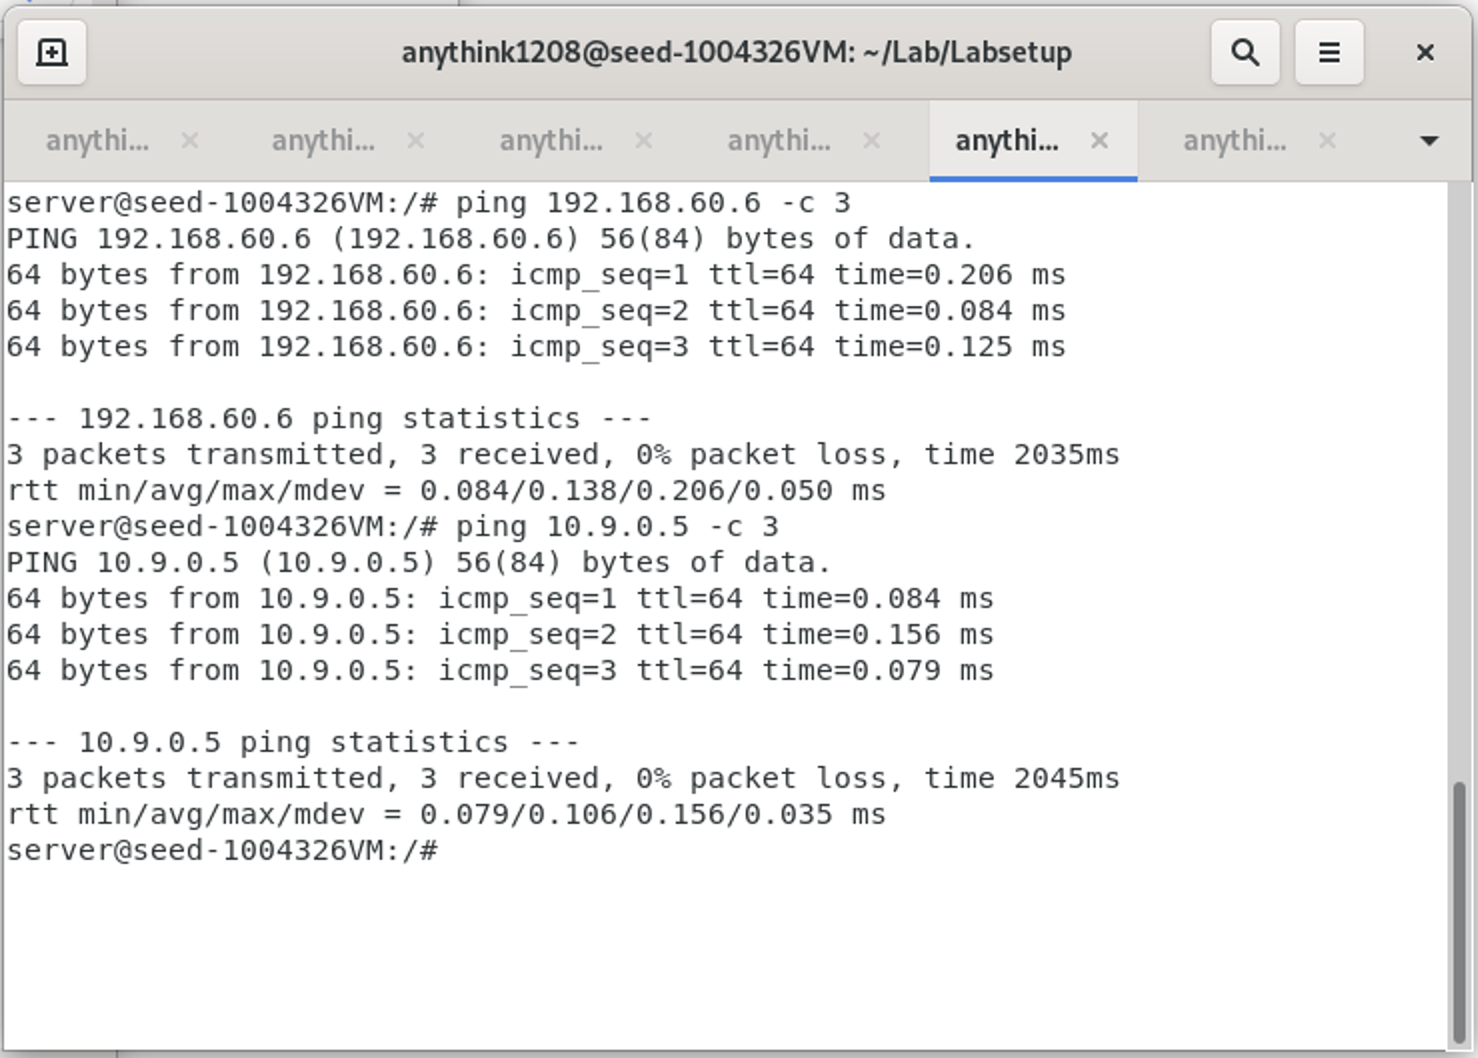 anythink1208@seed-1004326VM: ~/Lab/Labsetup
anythi... anythi... anythi... anythi... anythi... anythi...
server@seed-1004326VM:/# ping 192.168.60.6 -c 3
PING 192.168.60.6 (192.168.60.6) 56(84) bytes of data.
64 bytes from 192.168.60.6: icmp_seq=1 ttl=64 time=0.206 ms
64 bytes from 192.168.60.6: icmp_seq=2 ttl=64 time=0.084 ms
64 bytes from 192.168.60.6: icmp_seq=3 ttl=64 time=0.125 ms

--- 192.168.60.6 ping statistics ---
3 packets transmitted, 3 received, 0% packet loss, time 2035ms
rtt min/avg/max/mdev = 0.084/0.138/0.206/0.050 ms
server@seed-1004326VM:/# ping 10.9.0.5 -c 3
PING 10.9.0.5 (10.9.0.5) 56(84) bytes of data.
64 bytes from 10.9.0.5: icmp_seq=1 ttl=64 time=0.084 ms
64 bytes from 10.9.0.5: icmp_seq=2 ttl=64 time=0.156 ms
64 bytes from 10.9.0.5: icmp_seq=3 ttl=64 time=0.079 ms

--- 10.9.0.5 ping statistics ---
3 packets transmitted, 3 received, 0% packet loss, time 2045ms
rtt min/avg/max/mdev = 0.079/0.106/0.156/0.035 ms
server@seed-1004326VM:/#